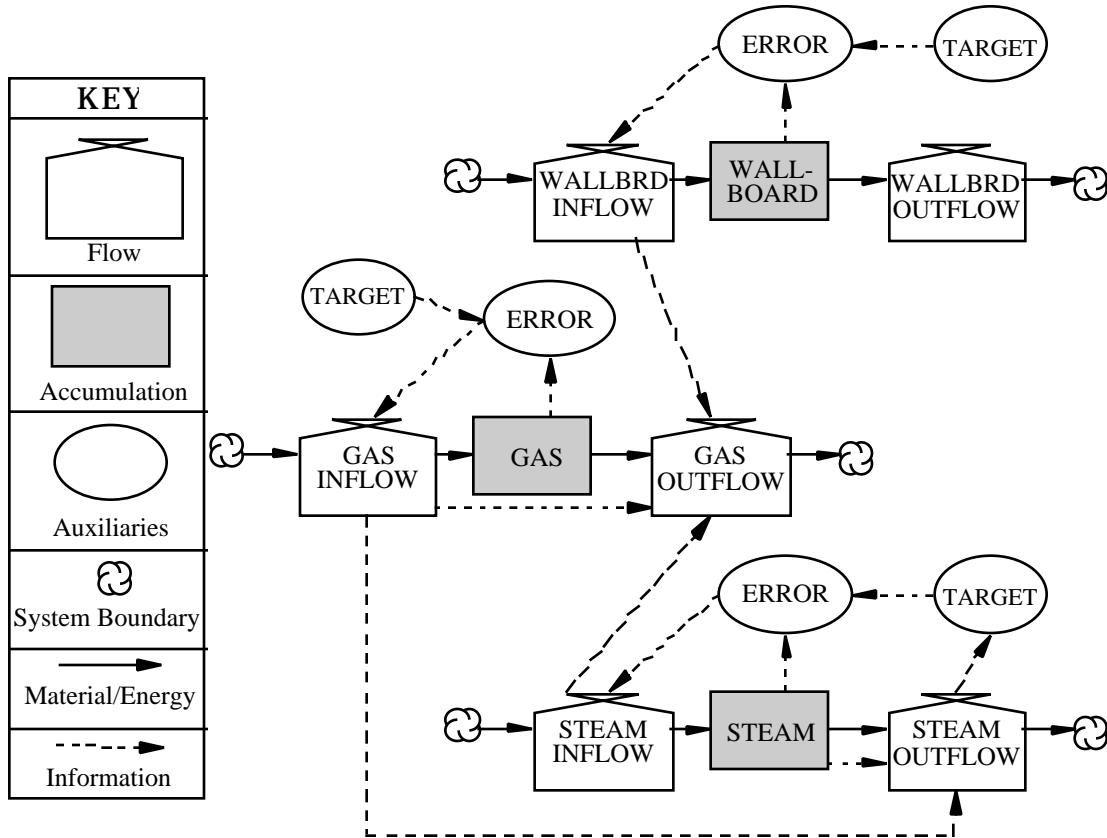 KEY
Flow
Accumulation
Auxiliaries
System Boundary
Material/Energy
Information
ERROR
TARGET
WALLBRD
INFLOW
WALL-
BOARD
WALLBRD
OUTFLOW
TARGET
ERROR
GAS
INFLOW
GAS
GAS
OUTFLOW
ERROR
TARGET
STEAM
INFLOW
STEAM
STEAM
OUTFLOW